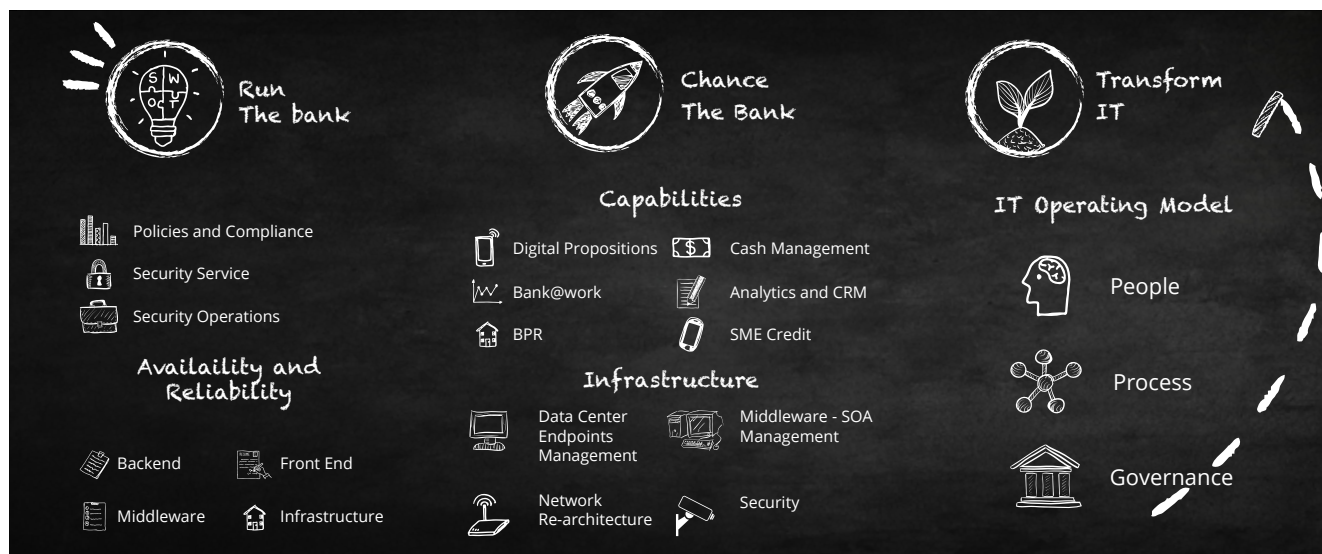 S W
O T
Run
The bank
Policies and Compliance
Security Service
Security Operations
Availaility and
Reliability
Backend
Front End
Middleware
Infrastructure
Chance
The Bank
Capabilities
Digital Propositions
$
Cash Management
Bank@work
Analytics and CRM
BPR
SME Credit
Infrastructure
Data Center
Endpoints
Management
Middleware - SOA
Management
Network
Re-architecture
Security
Transform
IT
IT Operating Model
People
Process
Governance